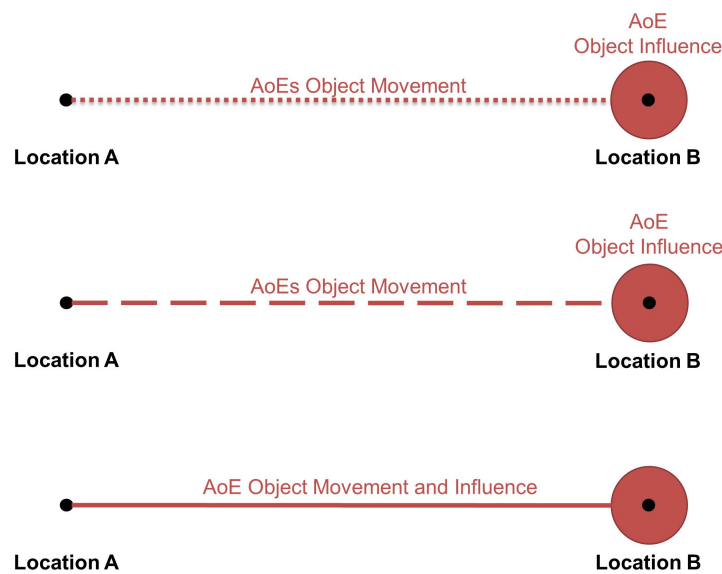 AoE
Object Influence
AoEs Object Movement
Location A
Location B
AoE
Object Influence
AoEs Object Movement
Location A
Location B
AoE Object Movement and Influence
Location A
Location B